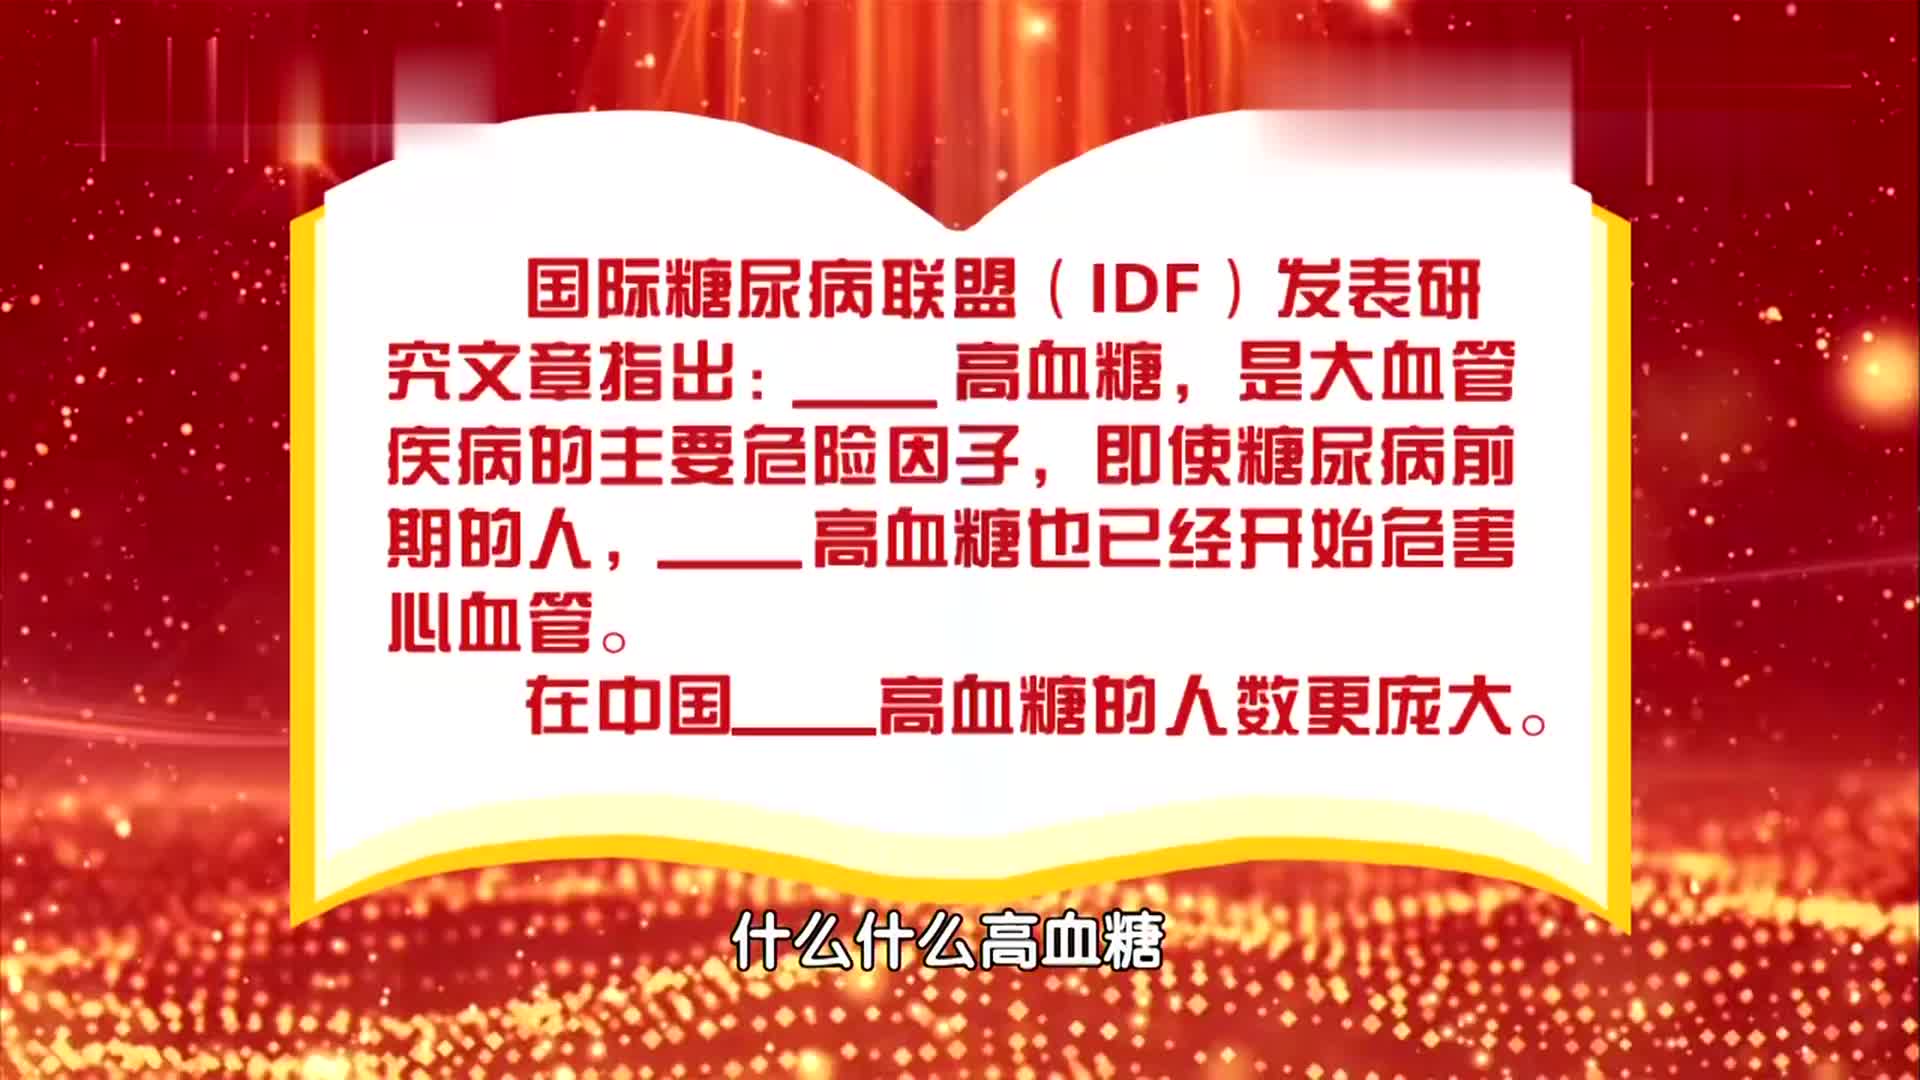 国际糖尿病联盟（IDF）发表研
究文章指出：____高血糖，是大血管
疾病的主要危险因子，即使糖尿病前
期的人，____高血糖也已经开始危害
心血管。
在中国____高血糖的人数更庞大。
什么什么高血糖